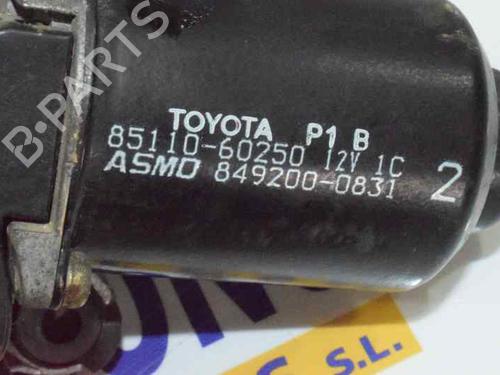 B-PARTS
TOYOTA P1 B
85110-60250 12V 1C
ASMO 849200-0831
2
S.L.